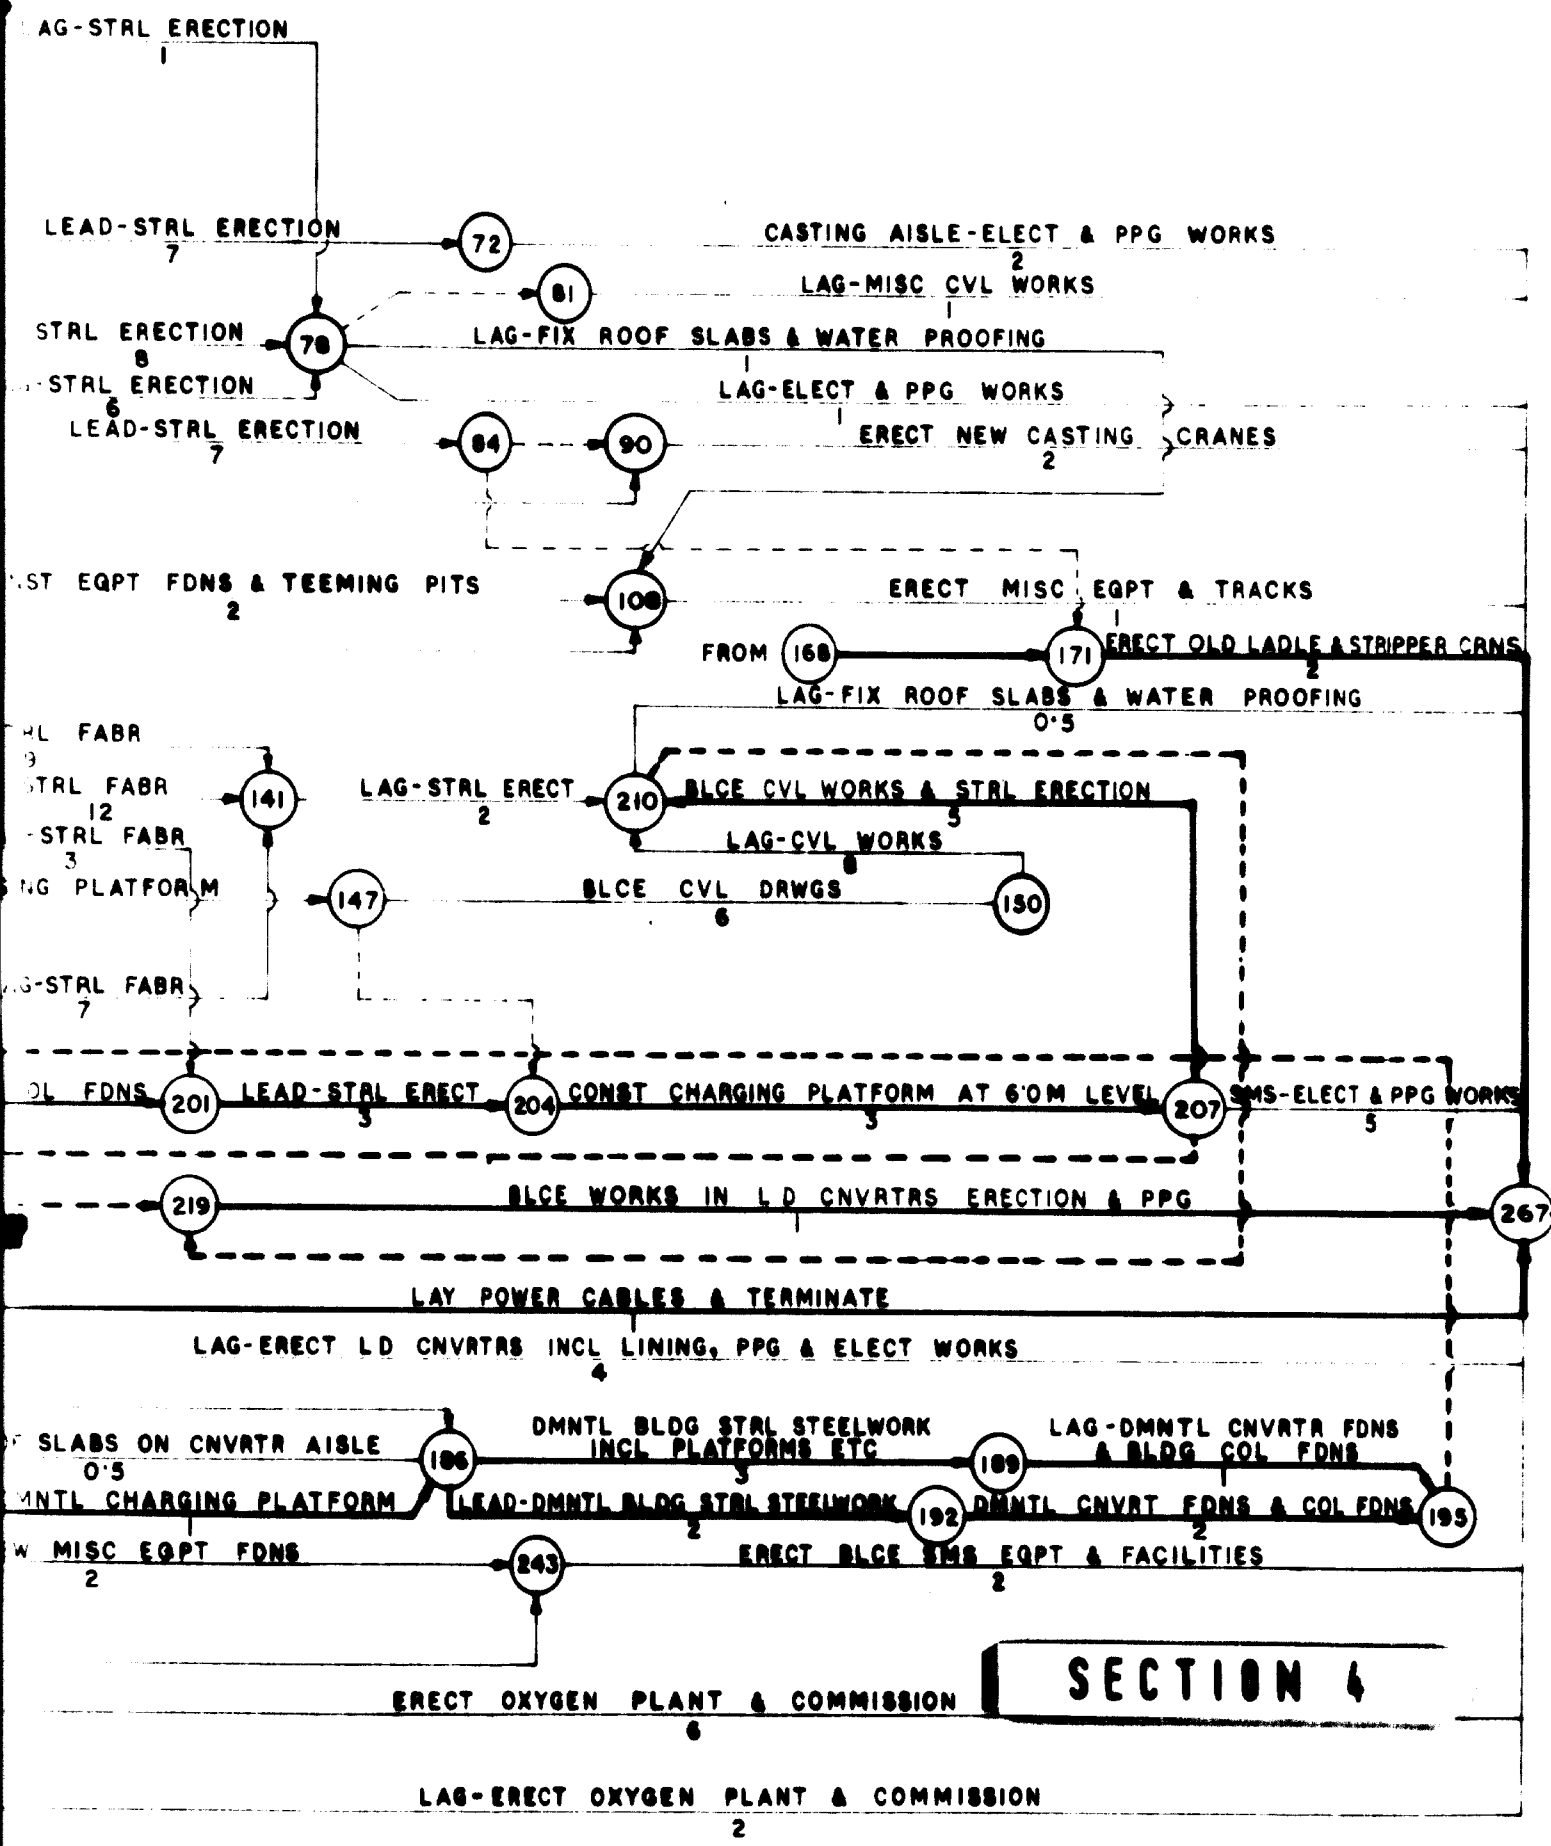 AG-STRL ERECTION
1
LEAD-STRL ERECTION
7
72
CASTING AISLE-ELECT & PPG WORKS
2
81
LAG-MISC CVL WORKS
1
STRL ERECTION
8
78
LAG-FIX ROOF SLABS & WATER PROOFING
1
-STRL ERECTION
6
LAG-ELECT & PPG WORKS
1
LEAD-STRL ERECTION
7
84
90
ERECT NEW CASTING CRANES
2
ST EQPT FDNS & TEEMING PITS
2
108
ERECT MISC EQPT & TRACKS
1
FROM 168
171
ERECT OLD LADLE & STRIPPER CRNS
2
LAG-FIX ROOF SLABS & WATER PROOFING
0·5
RL FABR
9
STRL FABR
12
141
LAG-STRL ERECT
2
210
BLCE CVL WORKS & STRL ERECTION
5
-STRL FABR
3
LAG-CVL WORKS
8
NG PLATFORM
147
BLCE CVL DRWGS
6
150
G-STRL FABR
7
OL FDNS
201
LEAD-STRL ERECT
3
204
CONST CHARGING PLATFORM AT 6·0M LEVEL
3
207
SMS-ELECT & PPG WORKS
5
219
BLCE WORKS IN L D CNVRTRS ERECTION & PPG
1
267
LAY POWER CABLES & TERMINATE
1
LAG-ERECT L D CNVRTRS INCL LINING, PPG & ELECT WORKS
4
F SLABS ON CNVRTR AISLE
0·5
186
DMNTL BLDG STRL STEELWORK
INCL PLATFORMS ETC
3
189
LAG-DMNTL CNVRTR FDNS
& BLDG COL FDNS
1
MNTL CHARGING PLATFORM
1
LEAD-DMNTL BLDG STRL STEELWORK
2
192
DMNTL CNVRT FDNS & COL FDNS
2
195
W MISC EQPT FDNS
2
243
ERECT BLCE SMS EQPT & FACILITIES
2
SECTION 4
ERECT OXYGEN PLANT & COMMISSION
6
LAG-ERECT OXYGEN PLANT & COMMISSION
2